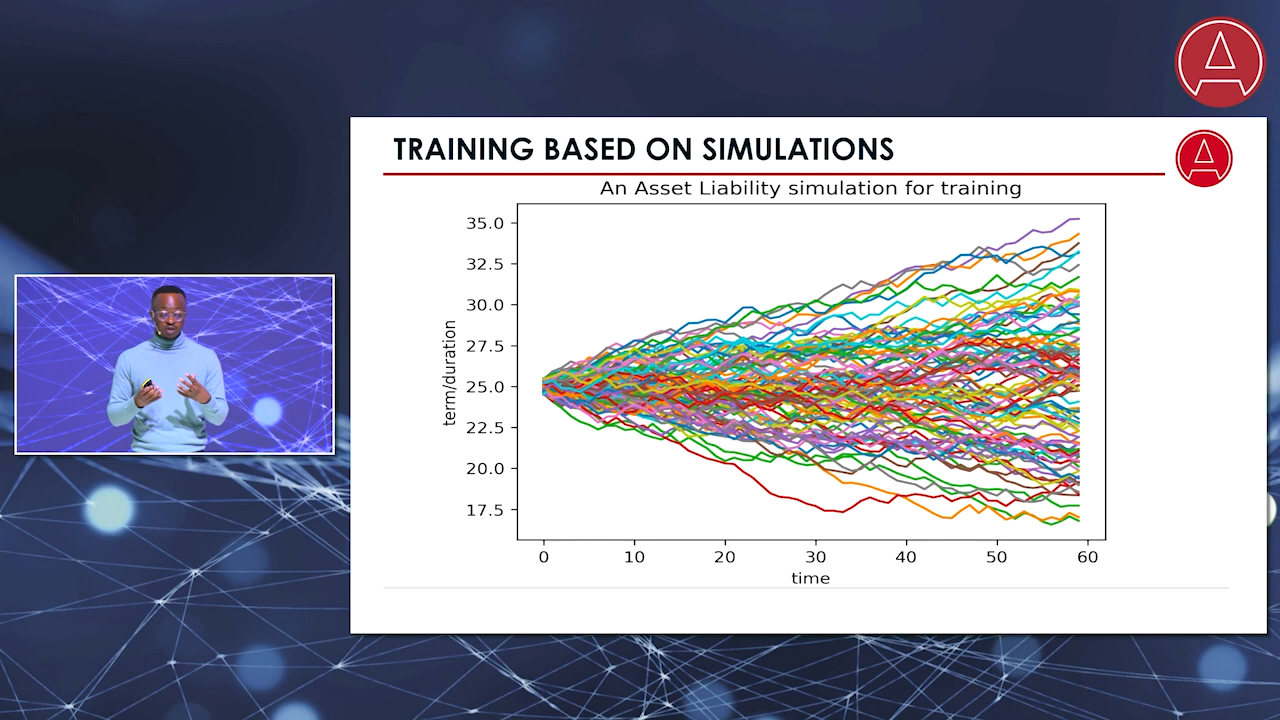 TRAINING BASED ON SIMULATIONS
An Asset Liability simulation for training
35.0
32.5
30.0
27.5
25.0
22.5
20.0
17.5
term/duration
0 10 20 30 40 50 60
time